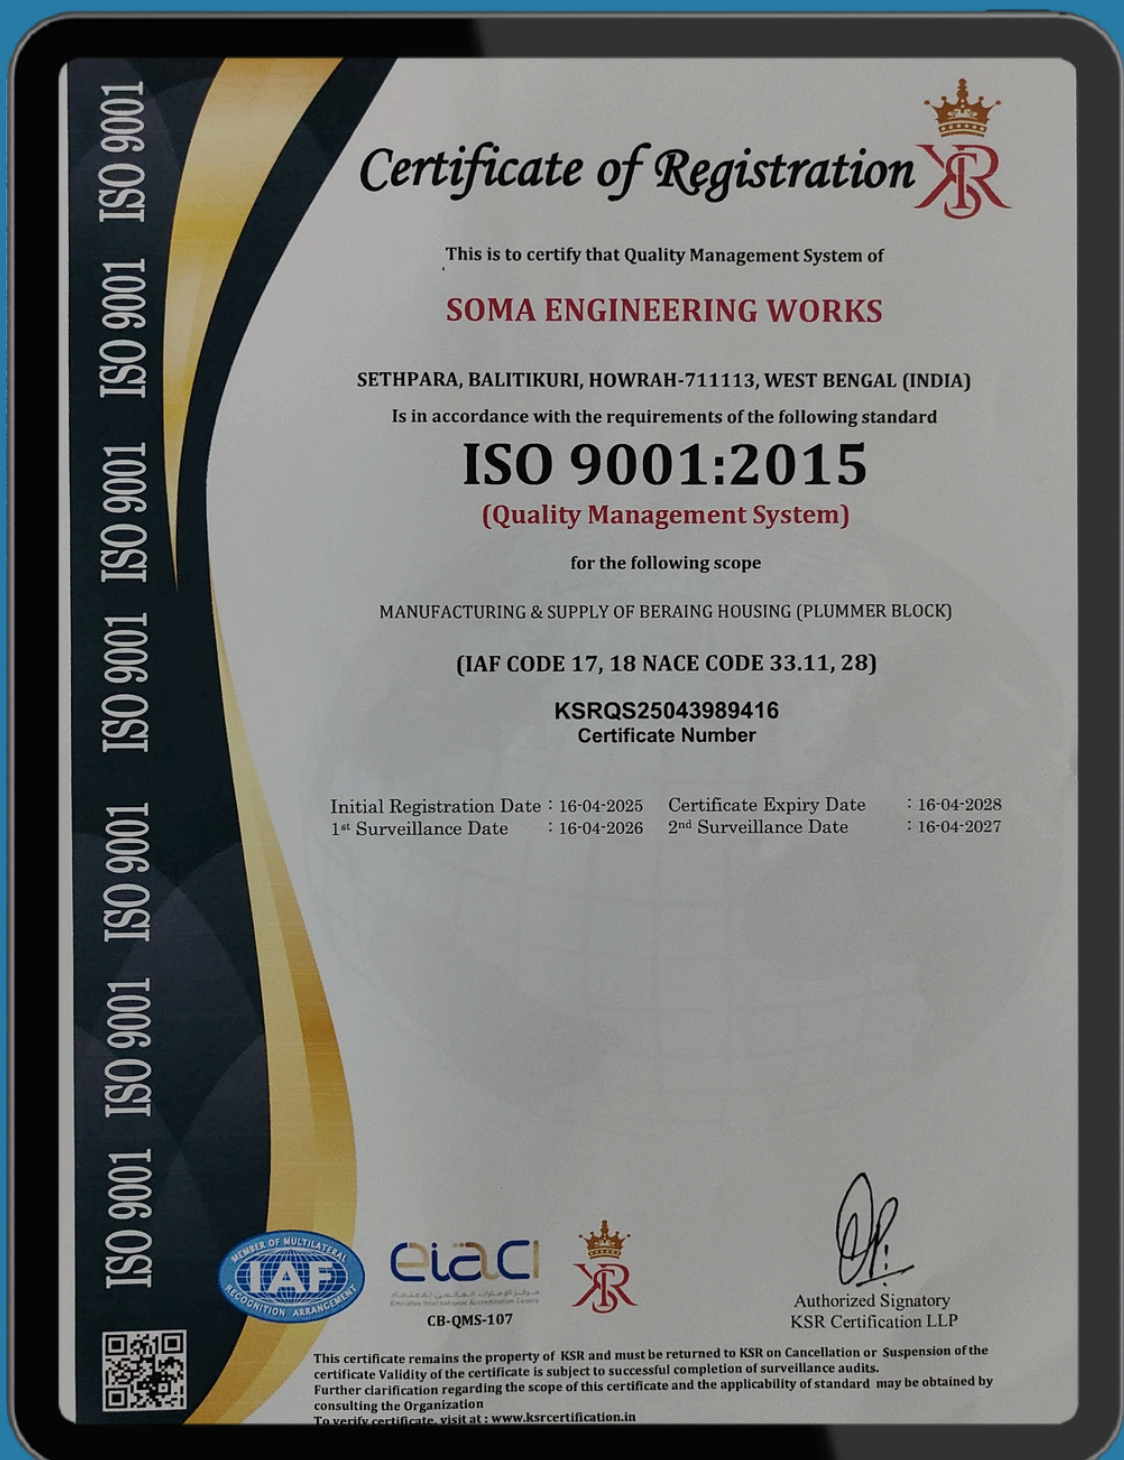 ISO 9001 ISO 9001 ISO 9001 ISO 9001 ISO 9001 ISO 9001 ISO 9001
Certificate of Registration
KSR
This is to certify that Quality Management System of
SOMA ENGINEERING WORKS
SETHPARA, BALITIKURI, HOWRAH-711113, WEST BENGAL (INDIA)
Is in accordance with the requirements of the following standard
ISO 9001:2015
(Quality Management System)
for the following scope
MANUFACTURING & SUPPLY OF BERAING HOUSING (PLUMMER BLOCK)
(IAF CODE 17, 18 NACE CODE 33.11, 28)
KSRQS25043989416
Certificate Number
Initial Registration Date : 16-04-2025 Certificate Expiry Date : 16-04-2028
1st Surveillance Date : 16-04-2026 2nd Surveillance Date : 16-04-2027
MEMBER OF MULTILATERAL
IAF
RECOGNITION ARRANGEMENT
eiaci
Emirates International Accreditation Centre
CB-QMS-107
KSR
Authorized Signatory
KSR Certification LLP
This certificate remains the property of KSR and must be returned to KSR on Cancellation or Suspension of the
certificate Validity of the certificate is subject to successful completion of surveillance audits.
Further clarification regarding the scope of this certificate and the applicability of standard may be obtained by
consulting the Organization
To verify certificate, visit at : www.ksrcertification.in